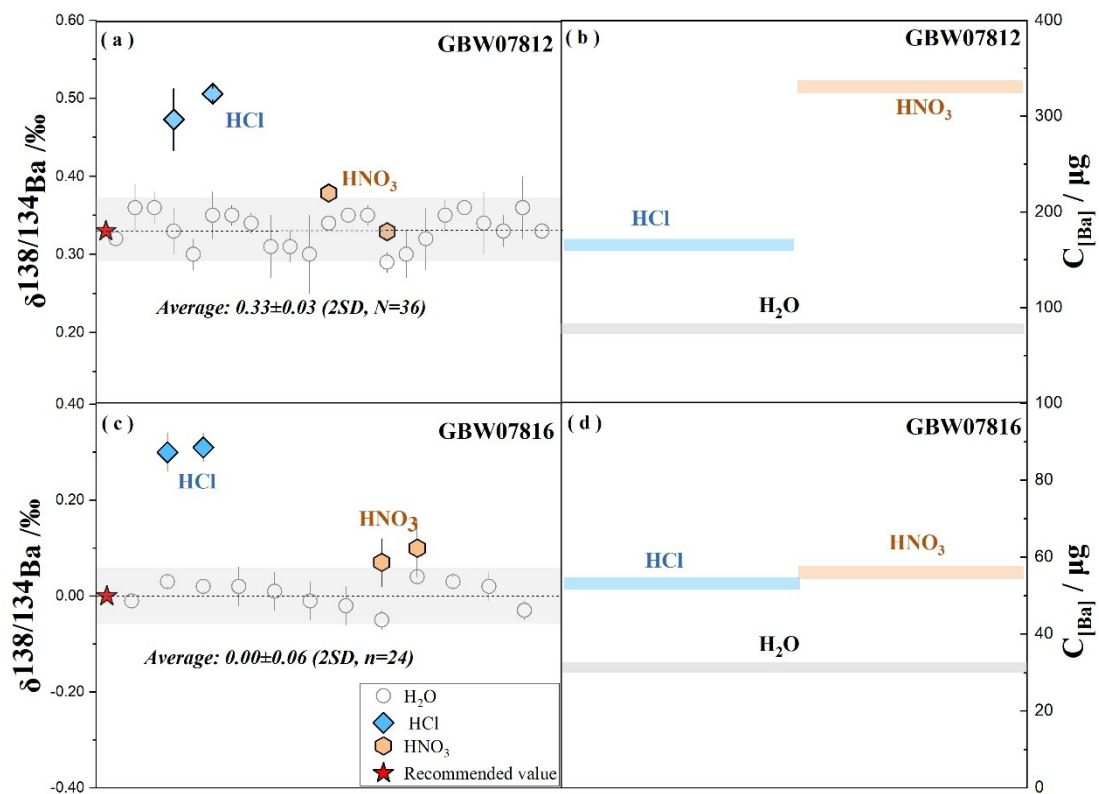 ( a )
GBW07812
0.60
0.50
0.40
0.30
0.20
δ138/134Ba /‰
HCl
HNO3
Average: 0.33±0.03 (2SD, N=36)
( b )
GBW07812
400
300
200
100
0
C[Ba] / µg
HNO3
HCl
H2O
( c )
GBW07816
0.40
0.20
0.00
-0.20
-0.40
δ138/134Ba /‰
HCl
HNO3
Average: 0.00±0.06 (2SD, n=24)
H2O
HCl
HNO3
Recommended value
( d )
GBW07816
100
80
60
40
20
0
C[Ba] / µg
HCl
HNO3
H2O